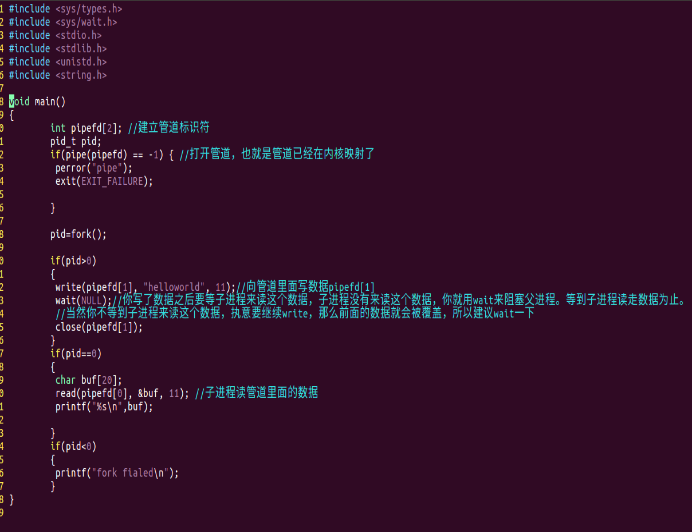 1 #include <sys/types.h>
2 #include <sys/wait.h>
3 #include <stdio.h>
4 #include <stdlib.h>
5 #include <unistd.h>
6 #include <string.h>
7
8 void main()
9 {
0 int pipefd[2]; //建立管道标识符
1 pid_t pid;
2 if(pipe(pipefd) == -1) { //打开管道，也就是管道已经在内核映射了
3 perror("pipe");
4 exit(EXIT_FAILURE);
5
6 }
7
8 pid=fork();
9
0 if(pid>0)
1 {
2 write(pipefd[1], "helloworld", 11);//向管道里面写数据pipefd[1]
3 wait(NULL);//你写了数据之后要等子进程来读这个数据，子进程没有来读这个数据，你就用wait来阻塞父进程。等到子进程读走数据为止。
4 //当然你不等到子进程来读这个数据，执意要继续write，那么前面的数据就会被覆盖，所以建议wait一下
5 close(pipefd[1]);
6 }
7 if(pid==0)
8 {
9 char buf[20];
0 read(pipefd[0], &buf, 11); //子进程读管道里面的数据
1 printf("%s\n",buf);
2
3 }
4 if(pid<0)
5 {
6 printf("fork fialed\n");
7 }
8 }
9